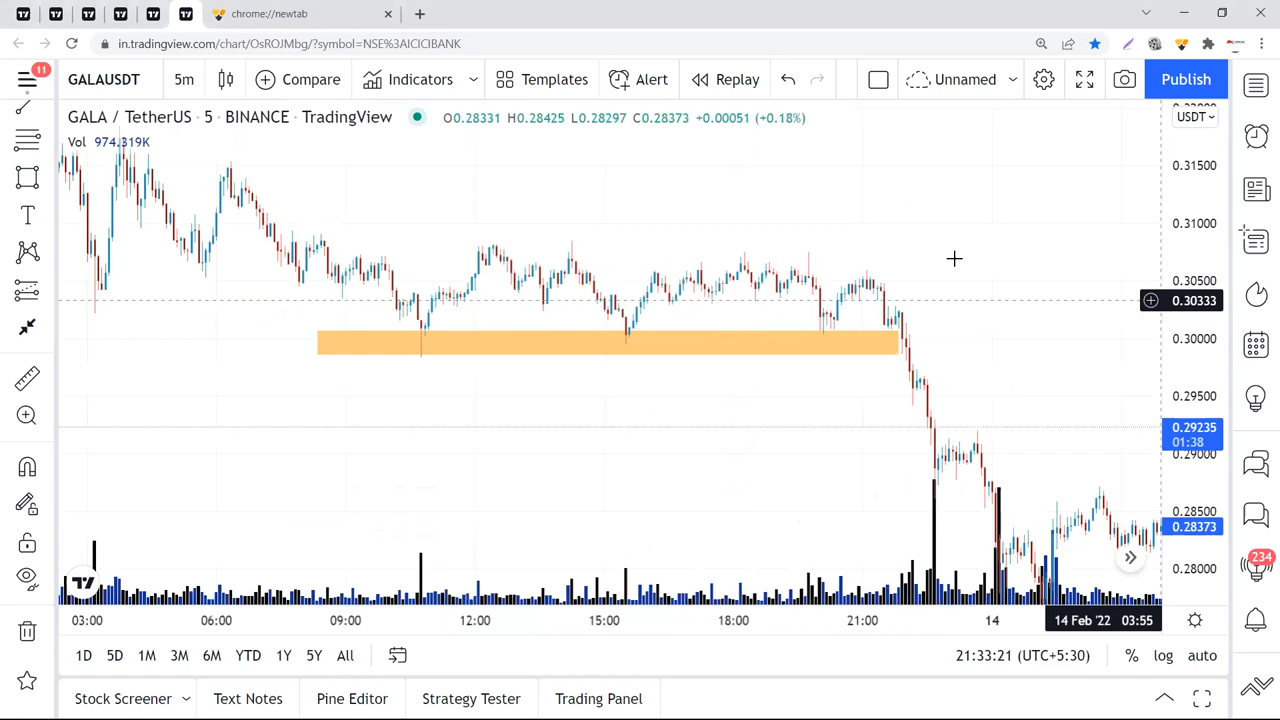 chrome://newtab
in.tradingview.com/chart/OsROJMbg/?symbol=NSE%3AICICIBANK
11
GALAUSDT 5m Compare Indicators Templates Alert Replay Unnamed Publish
GALA / TetherUS · 5 · BINANCE · TradingView O0.28331 H0.28425 L0.28297 C0.28373 +0.00051 (+0.18%)
USDT
Vol 974.319K
0.31500
0.31000
0.30500
0.30333
0.30000
0.29500
0.29235
01:38
0.29000
0.28500
0.28373
0.28000
234
03:00 06:00 09:00 12:00 15:00 18:00 21:00 14 14 Feb '22 03:55
1D 5D 1M 3M 6M YTD 1Y 5Y All 21:33:21 (UTC+5:30) % log auto
Stock Screener Text Notes Pine Editor Strategy Tester Trading Panel